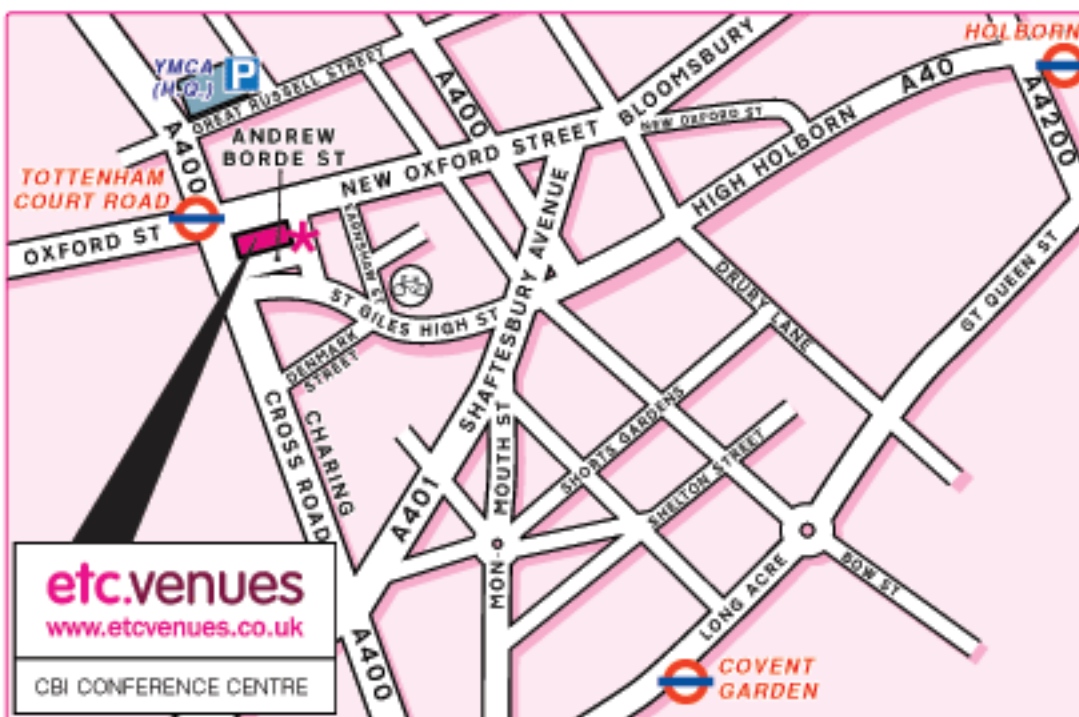 HOLBORN
YMCA
(H.Q.)
P
GREAT RUSSELL STREET
A400
A400
BLOOMSBURY
A40
A4200
NEW OXFORD ST
ANDREW
BORDE ST
NEW OXFORD STREET
HIGH HOLBORN
TOTTENHAM
COURT ROAD
OXFORD ST
*
EARNSHAW ST
SHAFTESBURY AVENUE
ST GILES HIGH ST
DRURY LANE
GT QUEEN ST
DENMARK
STREET
CHARING
CROSS ROAD
A401
MON-
MOUTH ST
SHORTS GARDENS
SHELTON STREET
LONG ACRE
BOW ST
A400
COVENT
GARDEN
etc.venues
www.etcvenues.co.uk
CBI CONFERENCE CENTRE